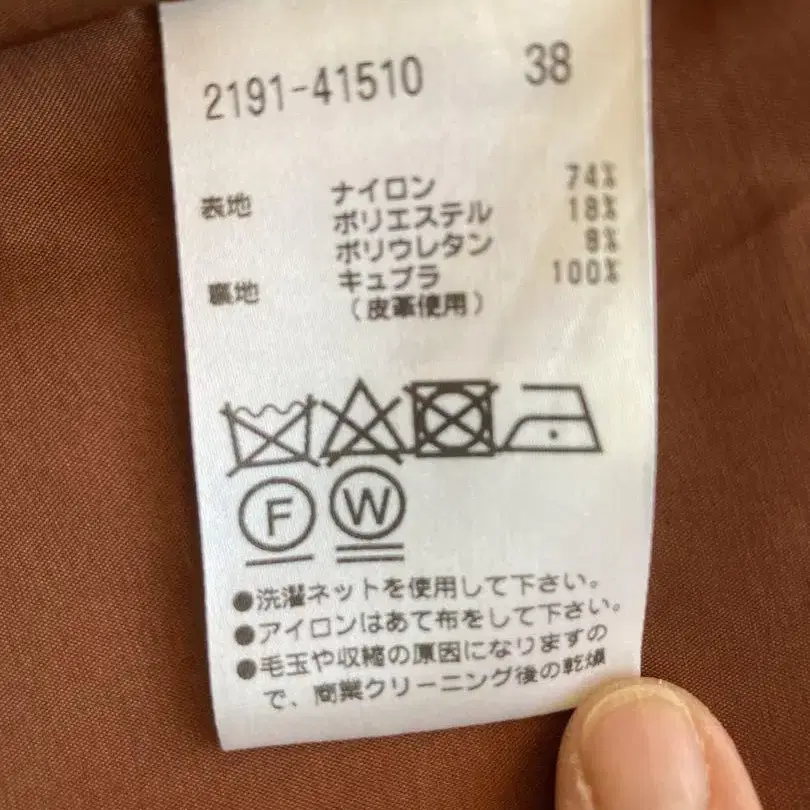 2191-41510 38
表地 ナイロン 74%
ポリエステル 18%
ポリウレタン 8%
裏地 キュプラ 100%
(皮革使用)
F W
●洗濯ネットを使用して下さい。
●アイロンはあて布をして下さい。
●毛玉や収縮の原因になりますの
で、商業クリーニング後の乾燥